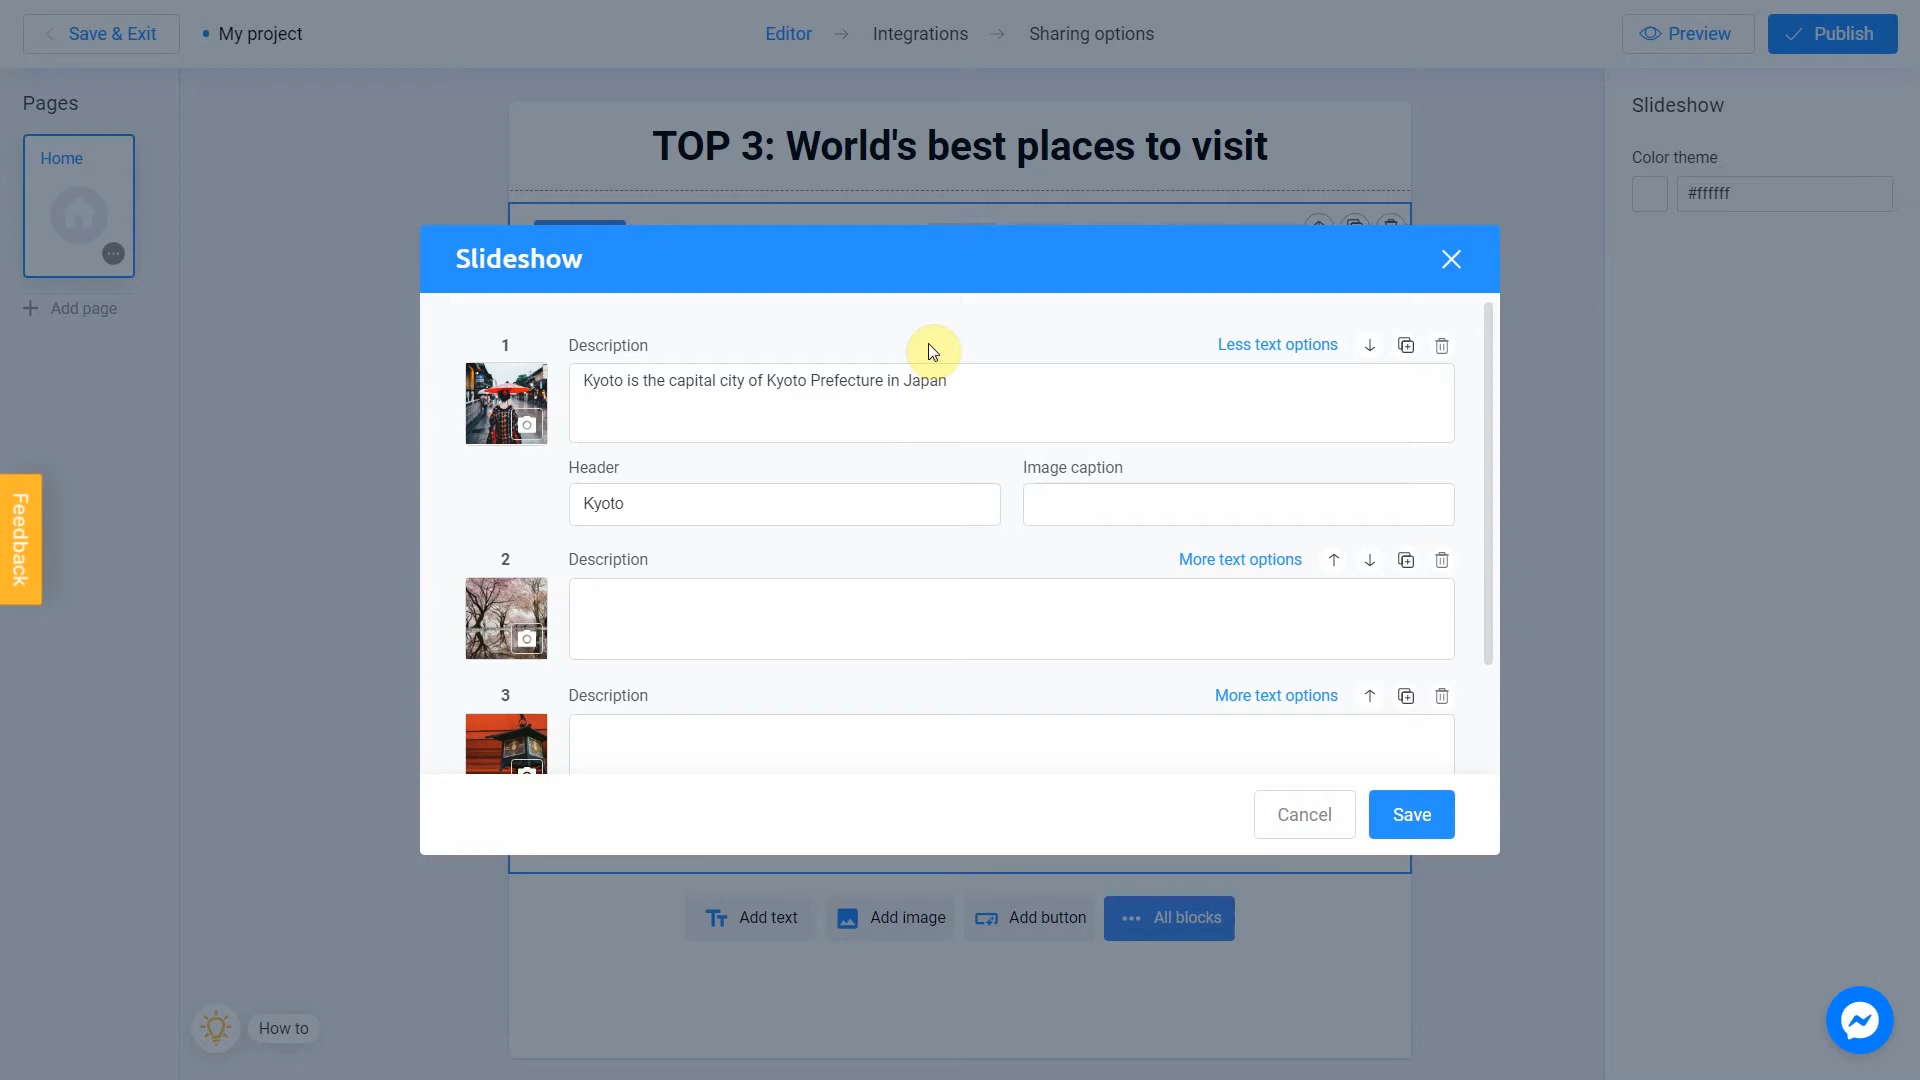 Save & Exit
My project
Editor
Integrations
Sharing options
Preview
Publish
Pages
Home
Add page
TOP 3: World's best places to visit
Slideshow
Color theme
#ffffff
Slideshow
1
Description
Less text options
Kyoto is the capital city of Kyoto Prefecture in Japan
Header
Image caption
Kyoto
2
Description
More text options
3
Description
More text options
Cancel
Save
Add text
Add image
Add button
All blocks
Feedback
How to